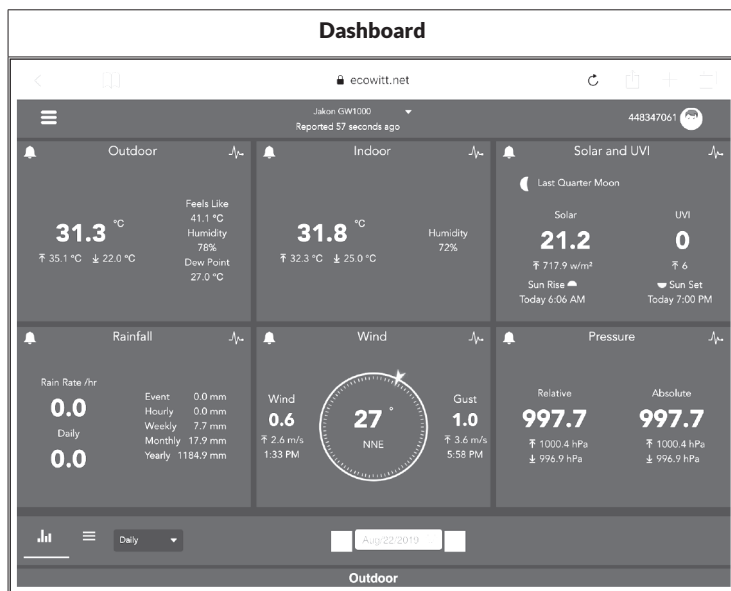 Dashboard
ecowitt.net
Jakon GW1000
Reported 57 seconds ago
448347061
Outdoor
31.3 °C
↑ 35.1 °C ↓ 22.0 °C
Feels Like
41.1 °C
Humidity
78%
Dew Point
27.0 °C
Indoor
31.8 °C
↑ 32.3 °C ↓ 25.0 °C
Humidity
72%
Solar and UVI
Last Quarter Moon
Solar
21.2
↑ 717.9 w/m²
UVI
0
↑ 6
Sun Rise
Today 6:06 AM
Sun Set
Today 7:00 PM
Rainfall
Rain Rate /hr
0.0
Daily
0.0
Event 0.0 mm
Hourly 0.0 mm
Weekly 7.7 mm
Monthly 17.9 mm
Yearly 1184.9 mm
Wind
Wind
0.6
↑ 2.6 m/s
1:33 PM
27 °
NNE
Gust
1.0
↑ 3.6 m/s
5:58 PM
Pressure
Relative
997.7
↑ 1000.4 hPa
↓ 996.9 hPa
Absolute
997.7
↑ 1000.4 hPa
↓ 996.9 hPa
Daily
Aug/22/2019
Outdoor